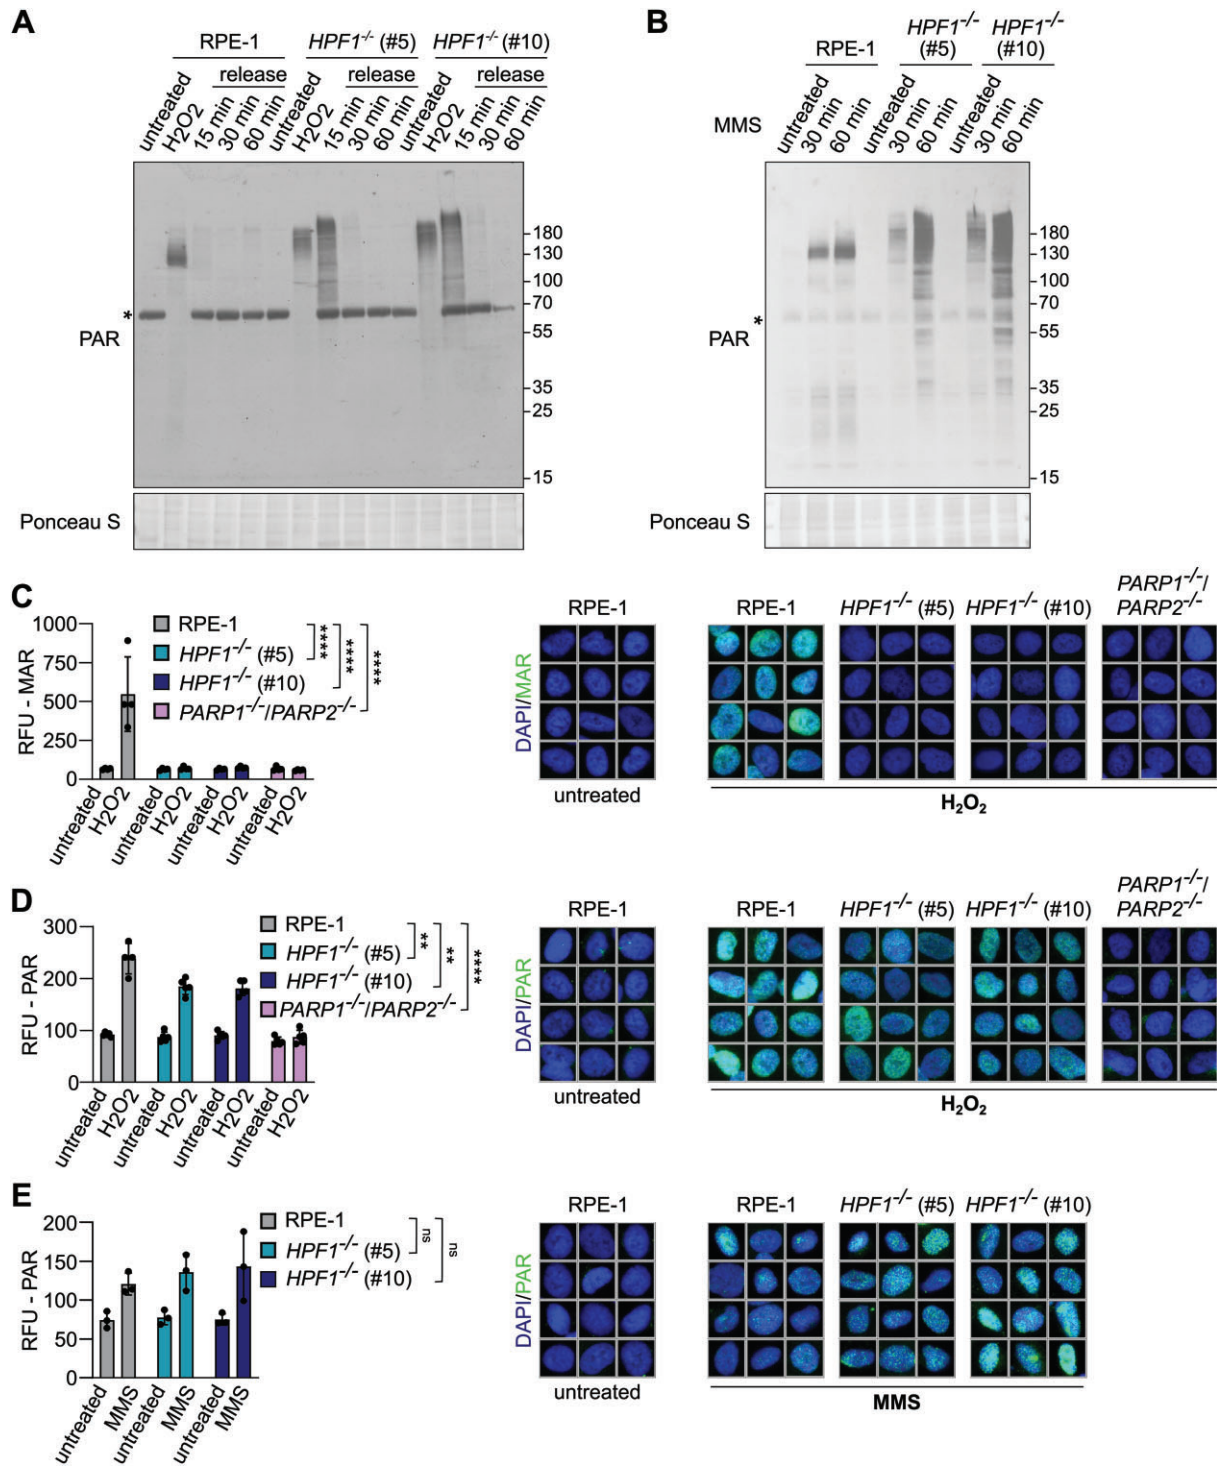 A
RPE-1
HPF1-/- (#5)
HPF1-/- (#10)
release
release
release
untreated
H2O2
15 min
30 min
60 min
untreated
H2O2
15 min
30 min
60 min
untreated
H2O2
15 min
30 min
60 min
180
130
100
70
55
35
25
15
*
PAR
Ponceau S
B
RPE-1
HPF1-/-
(#5)
HPF1-/-
(#10)
MMS
untreated
30 min
60 min
untreated
30 min
60 min
untreated
30 min
60 min
180
130
100
70
55
35
25
15
*
PAR
Ponceau S
C
RFU - MAR
1000
750
500
250
0
untreated
H2O2
untreated
H2O2
untreated
H2O2
untreated
H2O2
RPE-1
HPF1-/- (#5)
HPF1-/- (#10)
PARP1-/-/PARP2-/-
****
****
****
DAPI/MAR
RPE-1
untreated
RPE-1
HPF1-/- (#5)
HPF1-/- (#10)
PARP1-/-/
PARP2-/-
H2O2
D
RFU - PAR
300
200
100
0
untreated
H2O2
untreated
H2O2
untreated
H2O2
untreated
H2O2
RPE-1
HPF1-/- (#5)
HPF1-/- (#10)
PARP1-/-/PARP2-/-
**
**
****
DAPI/PAR
RPE-1
untreated
RPE-1
HPF1-/- (#5)
HPF1-/- (#10)
PARP1-/-/
PARP2-/-
H2O2
E
RFU - PAR
200
150
100
50
0
untreated
MMS
untreated
MMS
untreated
MMS
RPE-1
HPF1-/- (#5)
HPF1-/- (#10)
ns
ns
DAPI/PAR
RPE-1
untreated
RPE-1
HPF1-/- (#5)
HPF1-/- (#10)
MMS